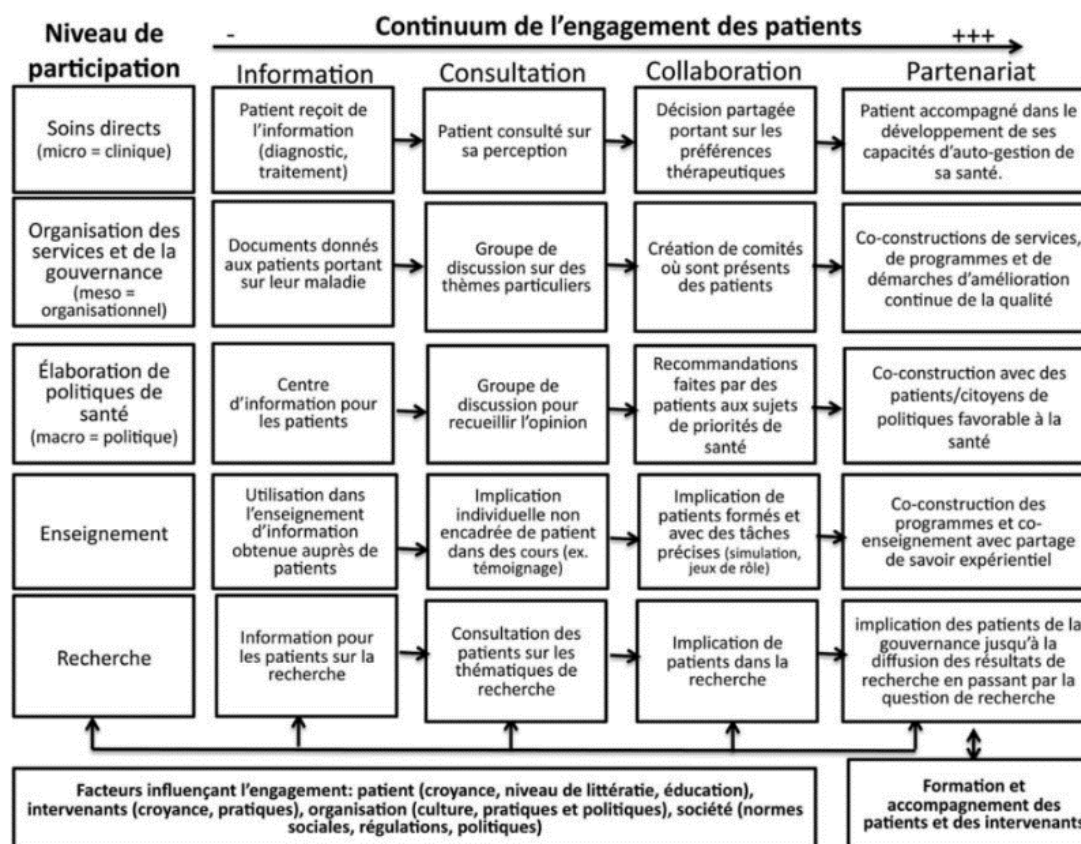 Niveau de
participation
-
Continuum de l'engagement des patients
+++
Information
Consultation
Collaboration
Partenariat
Soins directs
(micro = clinique)
Patient reçoit de
l'information
(diagnostic,
traitement)
Patient consulté sur
sa perception
Décision partagée
portant sur les
préférences
thérapeutiques
Patient accompagné dans le
développement de ses
capacités d'auto-gestion de
sa santé.
Organisation des
services et de la
gouvernance
(meso =
organisationnel)
Documents donnés
aux patients portant
sur leur maladie
Groupe de
discussion sur des
thèmes particuliers
Création de comités
où sont présents
des patients
Co-constructions de services,
de programmes et de
démarches d'amélioration
continue de la qualité
Élaboration de
politiques de
santé
(macro = politique)
Centre
d'information pour
les patients
Groupe de
discussion pour
recueillir l'opinion
Recommandations
faites par des
patients aux sujets
de priorités de
santé
Co-construction avec des
patients/citoyens de
politiques favorable à la
santé
Enseignement
Utilisation dans
l'enseignement
d'information
obtenue auprès de
patients
Implication
individuelle non
encadrée de patient
dans des cours (ex.
témoignage)
Implication de
patients formés et
avec des tâches
précises (simulation,
jeux de rôle)
Co-construction des
programmes et co-
enseignement avec partage
de savoir expérientiel
Recherche
Information pour
les patients sur la
recherche
Consultation des
patients sur les
thématiques de
recherche
Implication de
patients dans la
recherche
implication des patients de la
gouvernance jusqu'à la
diffusion des résultats de
recherche en passant par la
question de recherche
Facteurs influençant l'engagement: patient (croyance, niveau de littératie, éducation),
intervenants (croyance, pratiques), organisation (culture, pratiques et politiques), société (normes
sociales, régulations, politiques)
Formation et
accompagnement des
patients et des intervenants